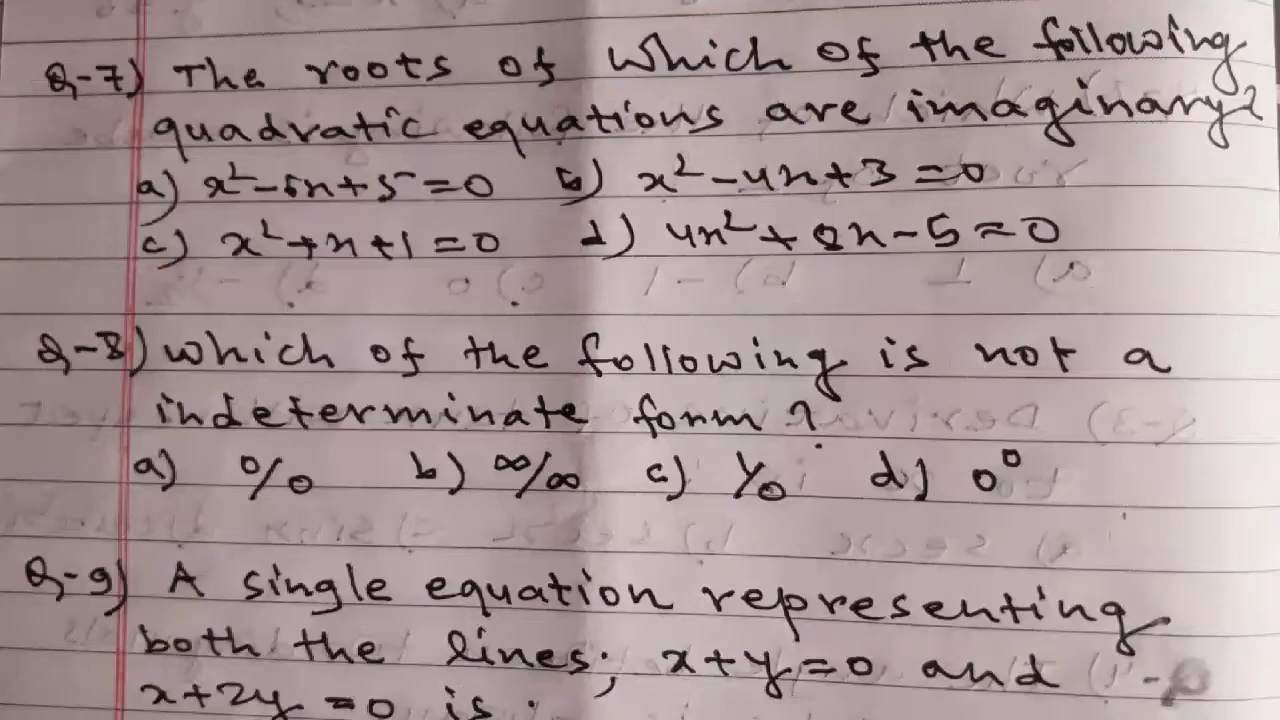 Q-7) The roots of which of the following
quadratic equations are imaginary?
a) x²-5x+5=0 b) x²-4x+3=0
c) x²+x+1=0 d) 4x²+8x-5=0
Q-8) which of the following is not a
indeterminate form?
a) 0/0 b) ∞/∞ c) 1/0 d) 0⁰
Q-9) A single equation representing
both the lines; x+y=0 and
x+2y=0 is: